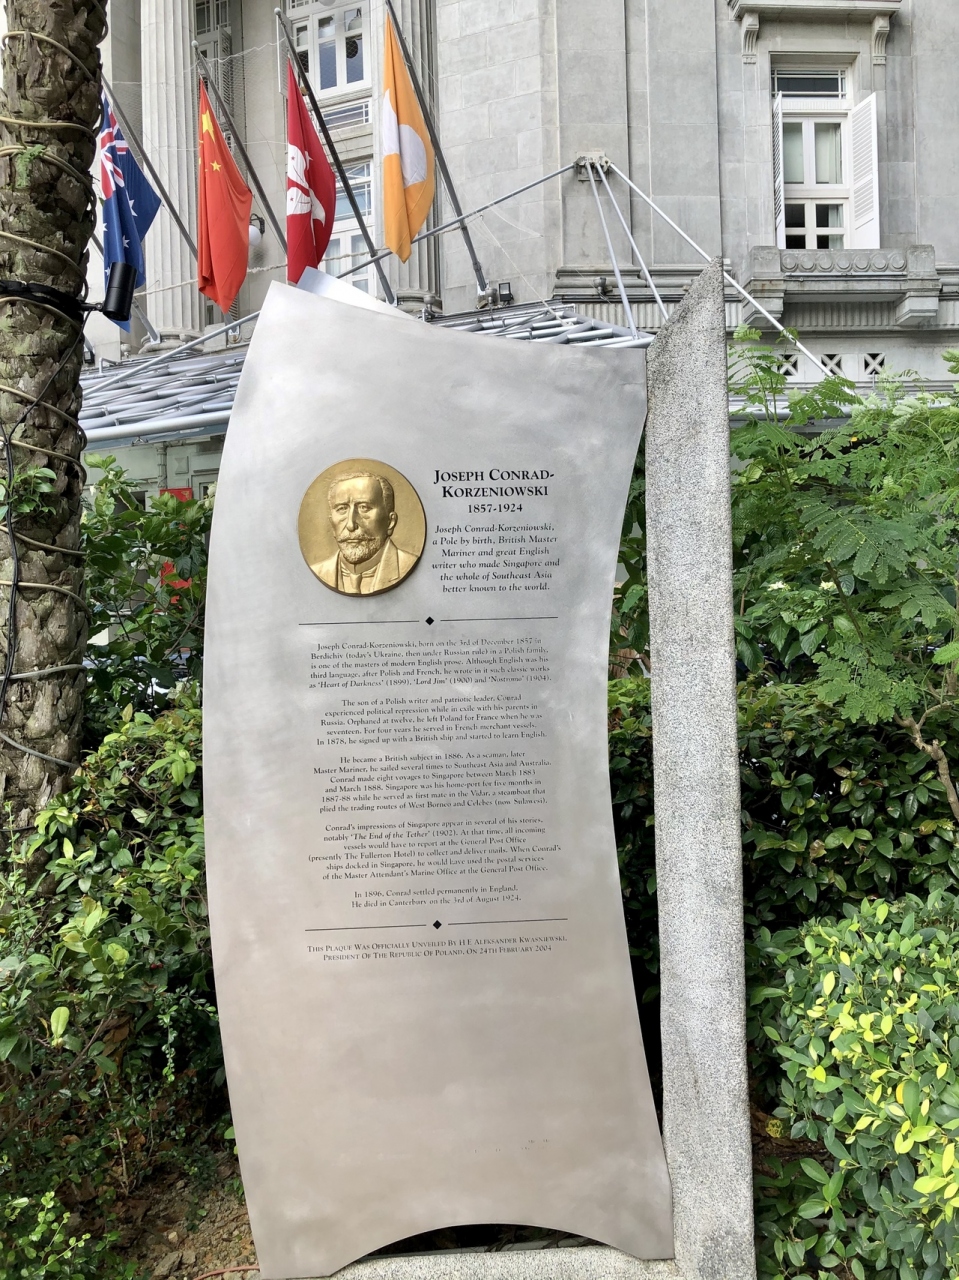 JOSEPH CONRAD-
KORZENIOWSKI
1857-1924
Joseph Conrad-Korzeniowski,
a Pole by birth, British Master
Mariner and great English
writer who made Singapore and
the whole of Southeast Asia
better known to the world.
Joseph Conrad-Korzeniowski, born on the 3rd of December 1857 in
Berdichiv (today's Ukraine, then under Russian rule) in a Polish family,
is one of the masters of modern English prose. Although English was his
third language, after Polish and French, he wrote in it such classic works
as 'Heart of Darkness' (1899), 'Lord Jim' (1900) and 'Nostromo' (1904).
The son of a Polish writer and patriotic leader, Conrad
experienced political repression while in exile with his parents in
Russia. Orphaned at twelve, he left Poland for France when he was
seventeen. For four years he served in French merchant vessels.
In 1878, he signed up with a British ship and started to learn English.
He became a British subject in 1886. As a seaman, later
Master Mariner, he sailed several times to Southeast Asia and Australia.
Conrad made eight voyages to Singapore between March 1883
and March 1888. Singapore was his home-port for five months in
1887-88 while he served as first mate in the Vidar, a steamboat that
plied the trading routes of West Borneo and Celebes (now Sulawesi).
Conrad's impressions of Singapore appear in several of his stories,
notably 'The End of the Tether' (1902). At that time, all incoming
vessels would have to report at the General Post Office
(presently The Fullerton Hotel) to collect and deliver mails. When Conrad's
ships docked in Singapore, he would have used the postal services
of the Master Attendant's Marine Office at the General Post Office.
In 1896, Conrad settled permanently in England.
He died in Canterbury on the 3rd of August 1924.
THIS PLAQUE WAS OFFICIALLY UNVEILED BY H.E. ALEKSANDER KWASNIEWSKI,
PRESIDENT OF THE REPUBLIC OF POLAND, ON 24TH FEBRUARY 2004